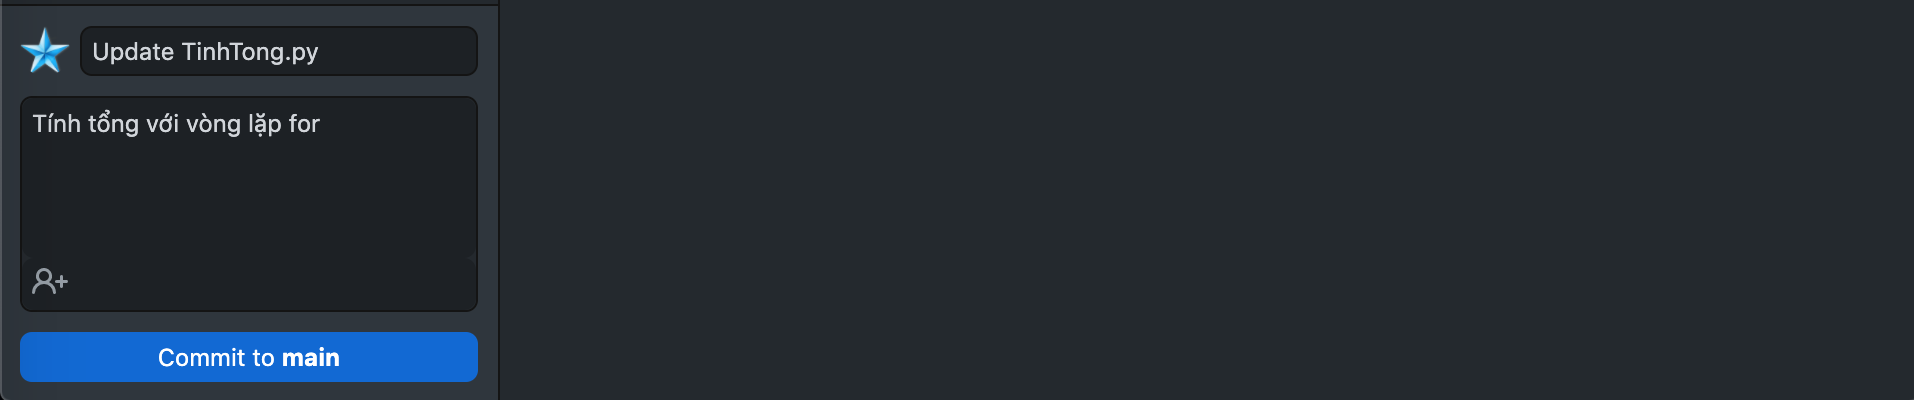 Update TinhTong.py
Tính tổng với vòng lặp for
Commit to main